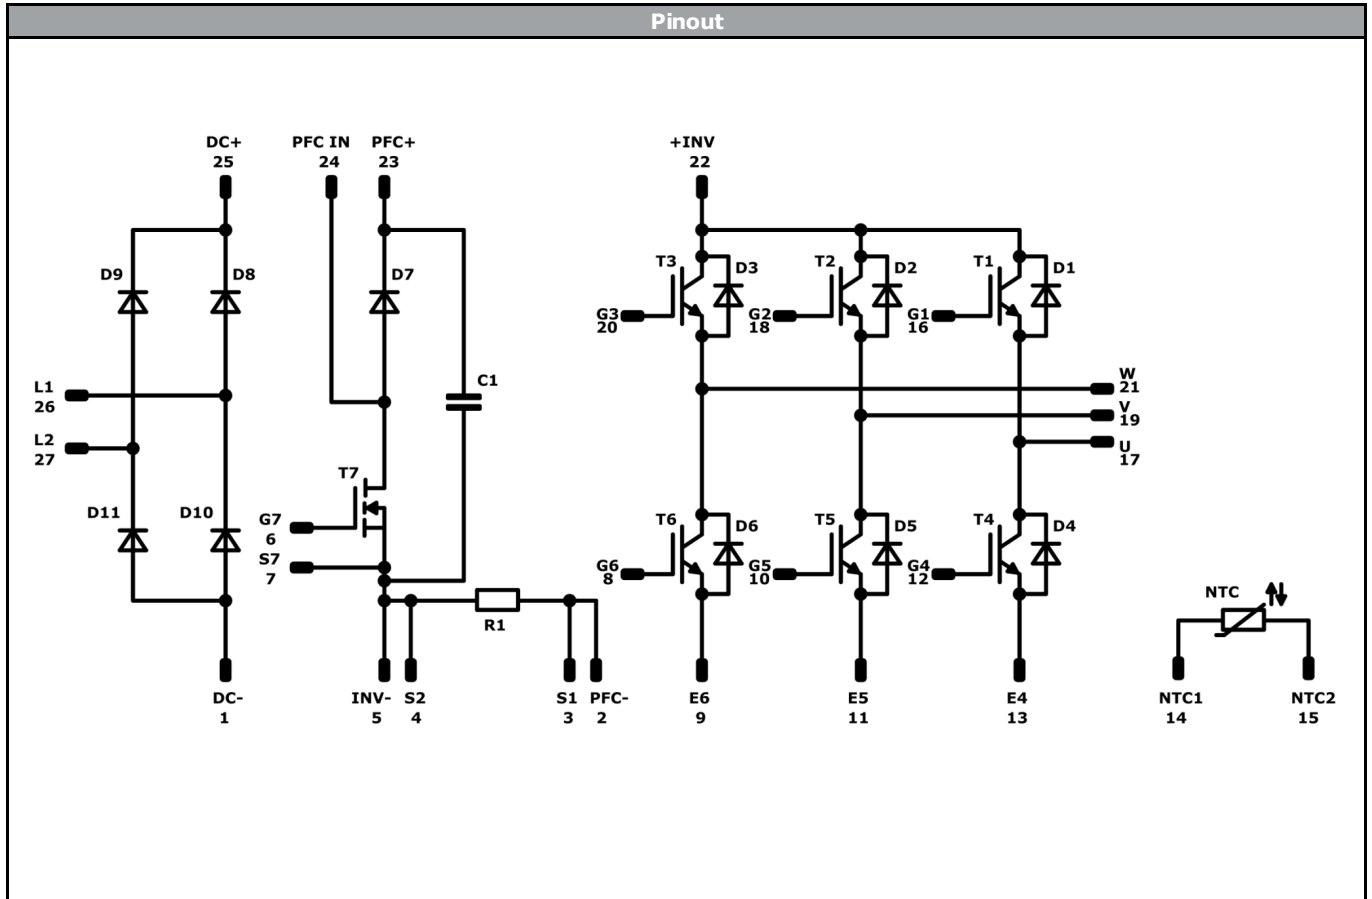 Pinout
DC+
25
PFC IN
24
PFC+
23
+INV
22
D9
D8
D7
T3
D3
T2
D2
T1
D1
G3
20
G2
18
G1
16
L1
26
C1
W
21
V
19
U
17
L2
27
T7
D11
D10
G7
6
S7
7
T6
D6
T5
D5
T4
D4
G6
8
G5
10
G4
12
R1
NTC
DC-
1
INV-
5
S2
4
S1
3
PFC-
2
E6
9
E5
11
E4
13
NTC1
14
NTC2
15